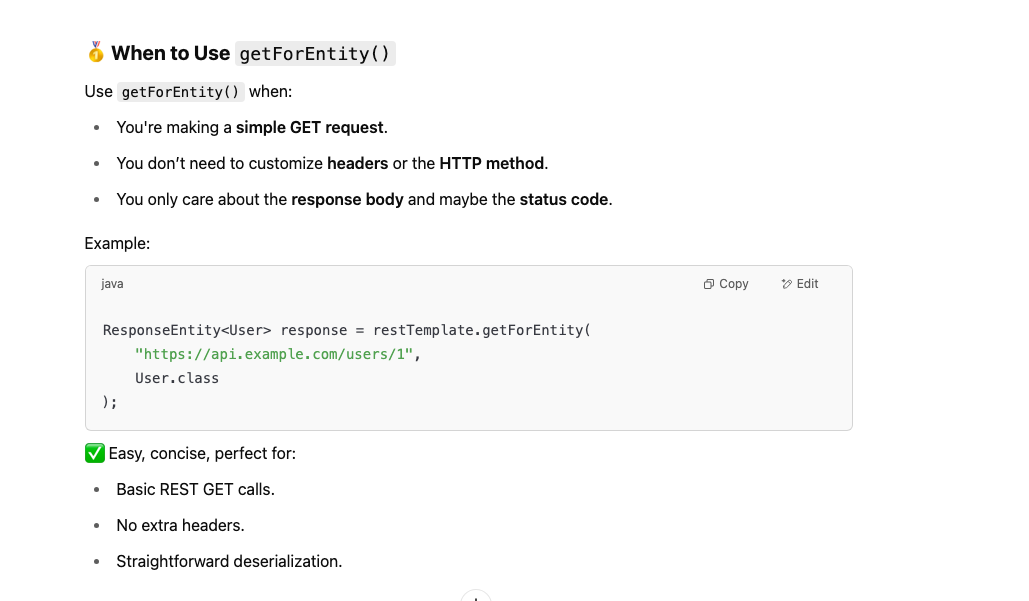 🥇 When to Use getForEntity()
Use getForEntity() when:
• You're making a simple GET request.
• You don’t need to customize headers or the HTTP method.
• You only care about the response body and maybe the status code.
Example:
java Copy Edit
ResponseEntity<User> response = restTemplate.getForEntity(
    "https://api.example.com/users/1",
    User.class
);
✅ Easy, concise, perfect for:
• Basic REST GET calls.
• No extra headers.
• Straightforward deserialization.